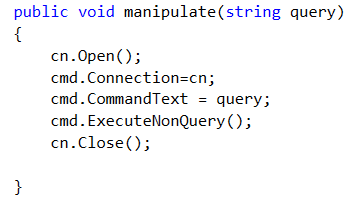 public void manipulate(string query)
{
    cn.Open();
    cmd.Connection=cn;
    cmd.CommandText = query;
    cmd.ExecuteNonQuery();
    cn.Close();

}